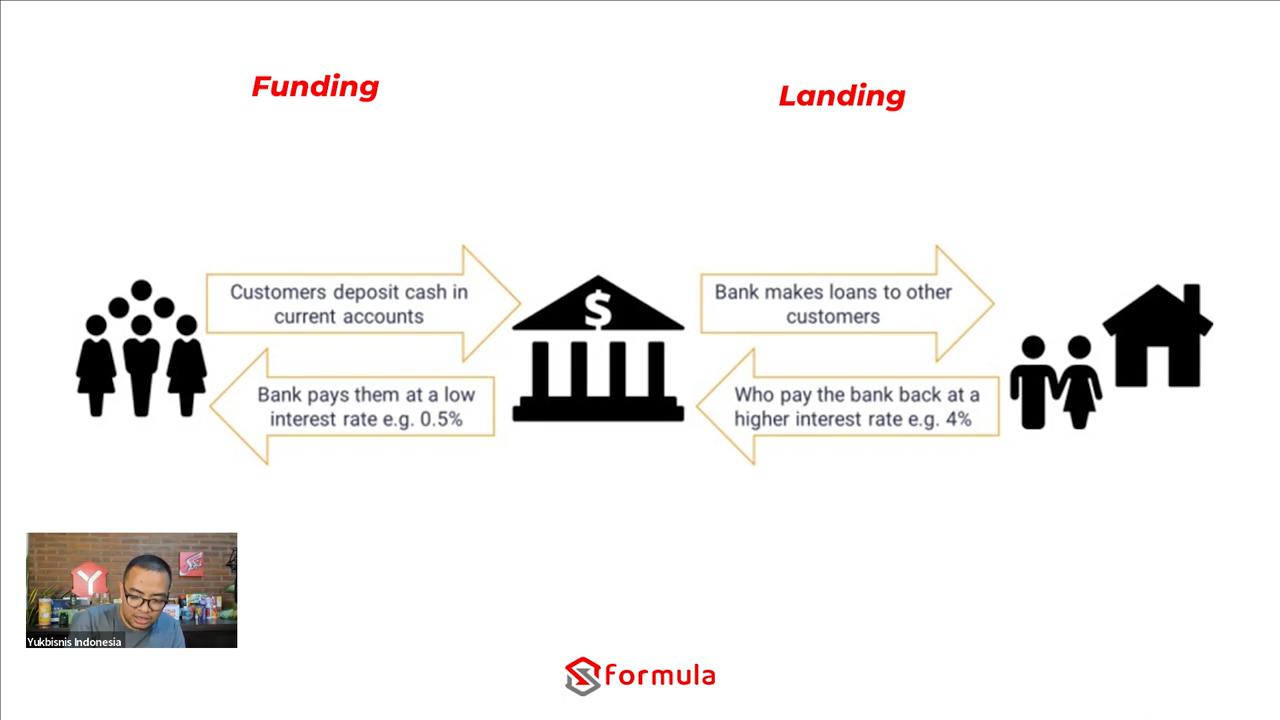 Funding
Landing
Customers deposit cash in
current accounts
Bank pays them at a low
interest rate e.g. 0.5%
$
Bank makes loans to other
customers
Who pay the bank back at a
higher interest rate e.g. 4%
Y
Yukbisnis Indonesia
formula